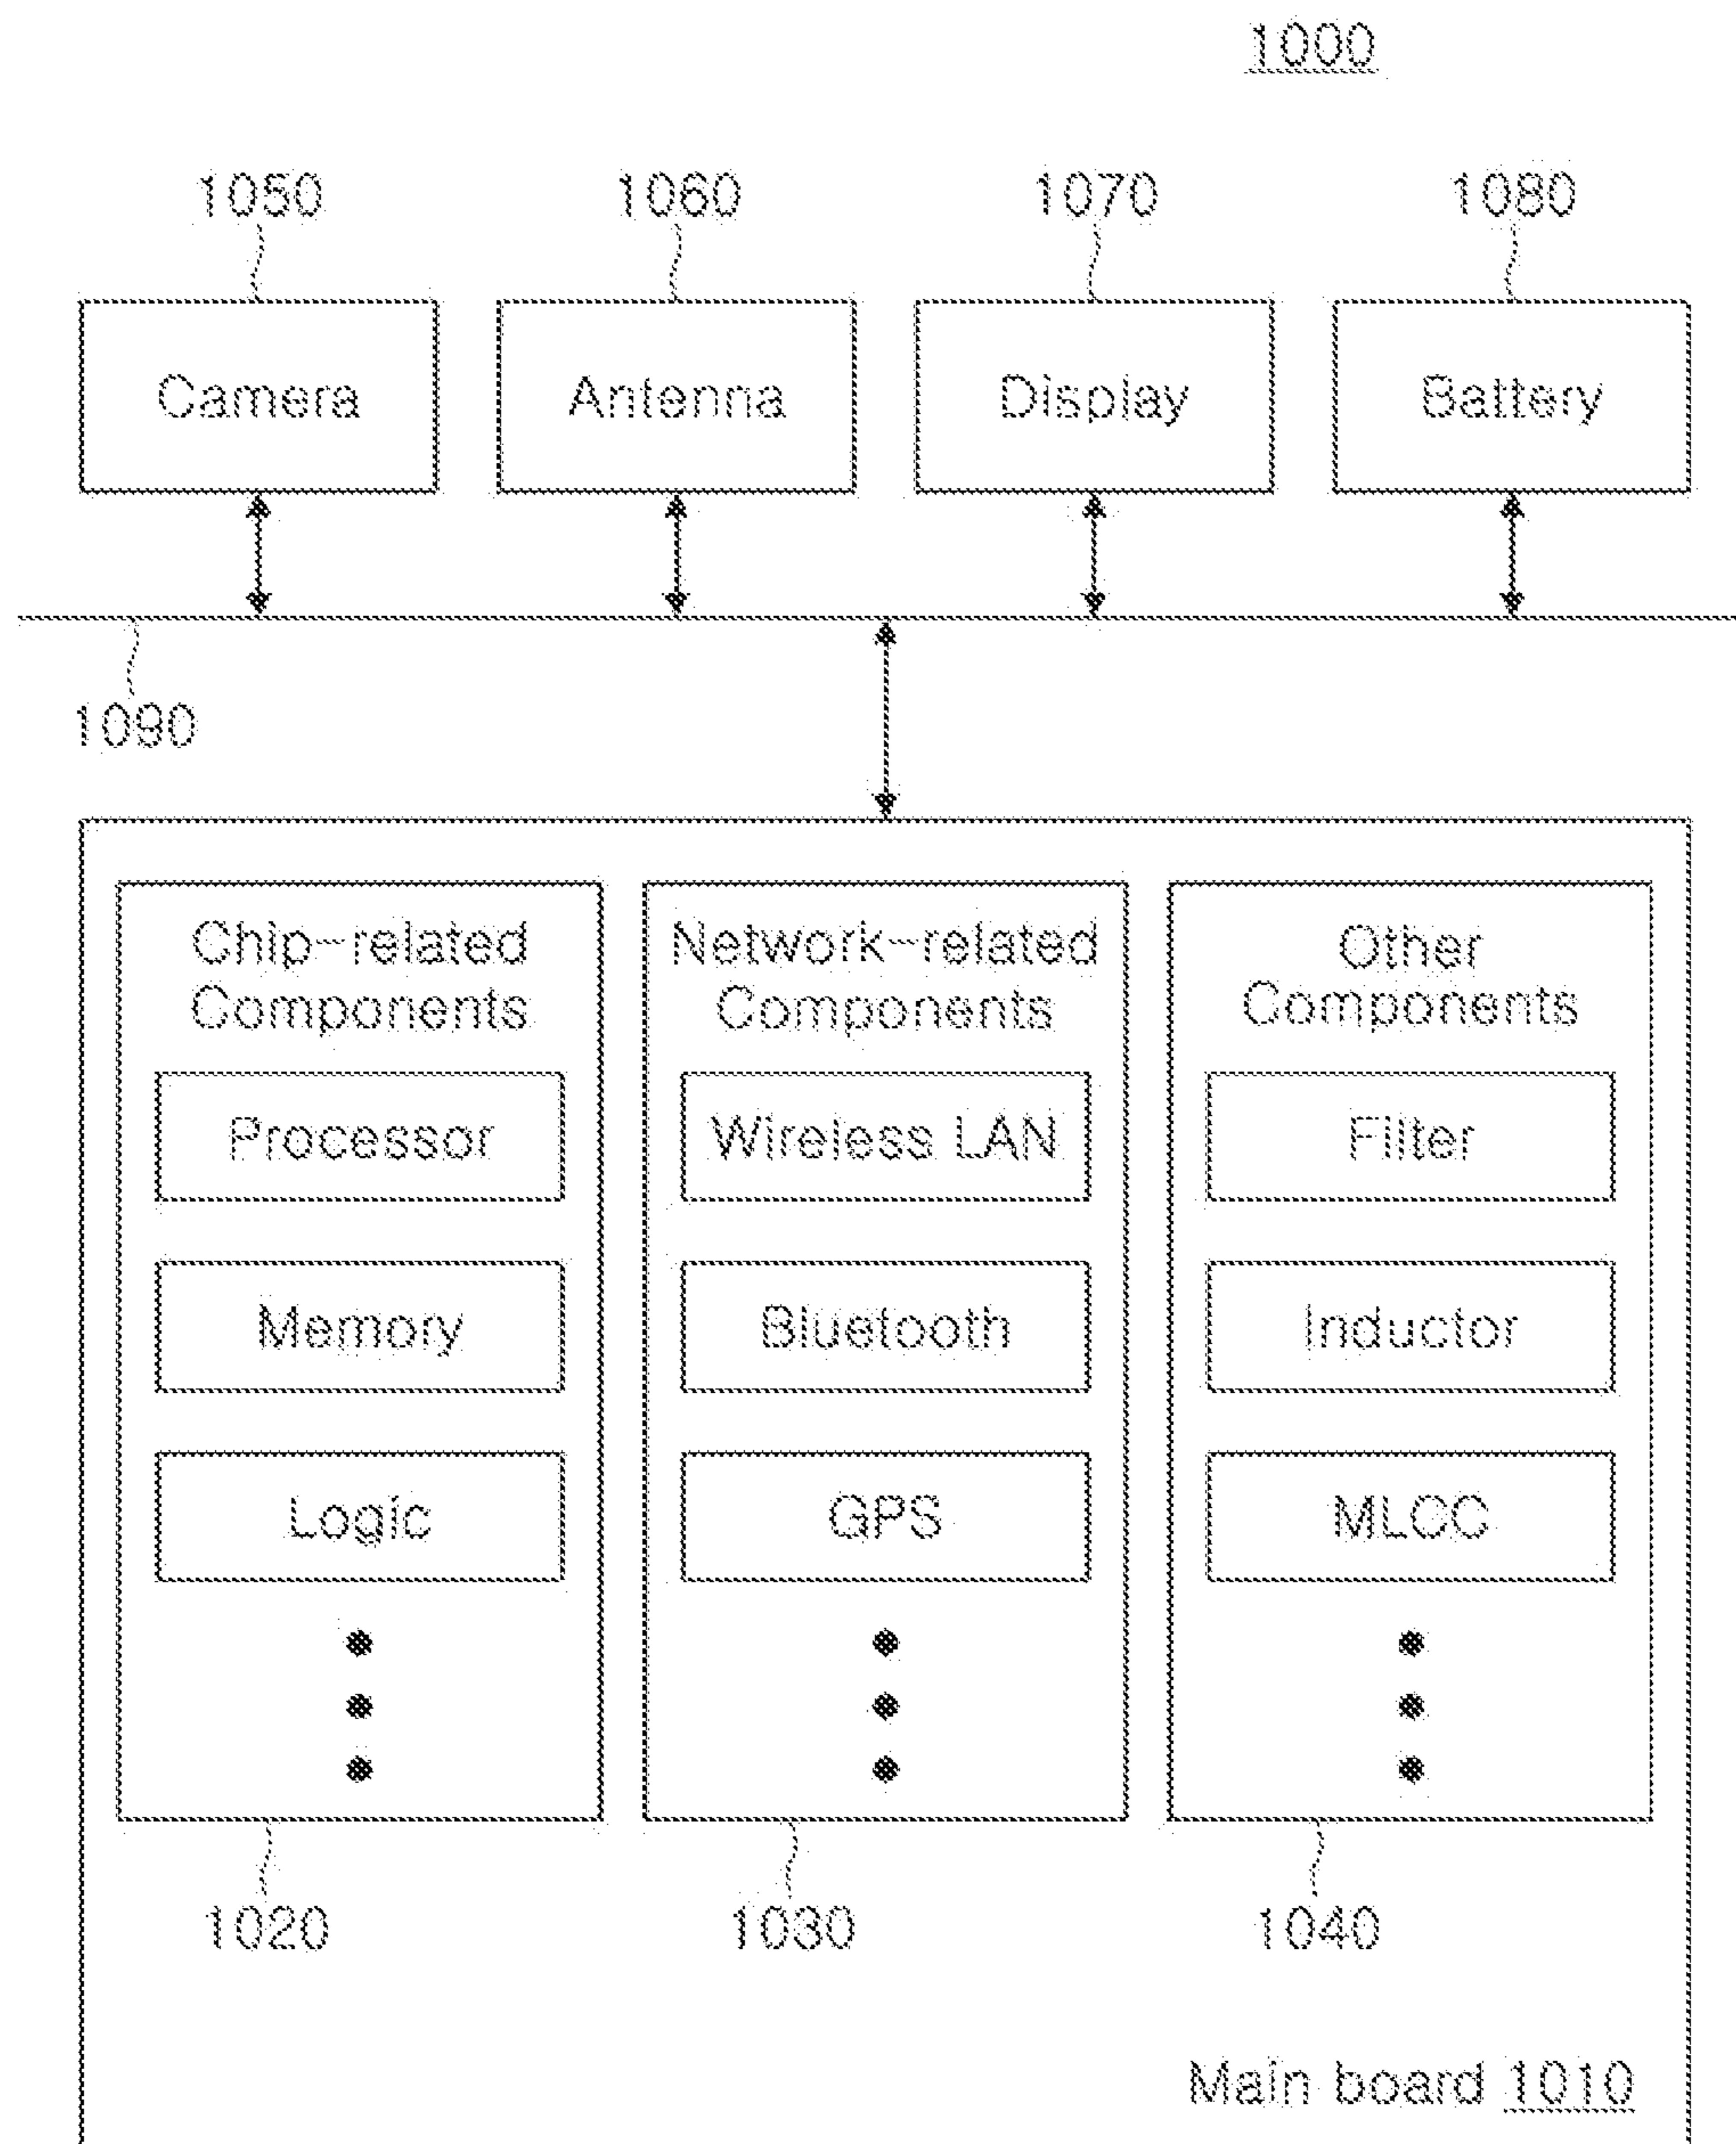 1000
1050 1060 1070 1080
Camera Antenna Display Battery
1090
Chip-related
Components
Processor
Memory
Logic
1020
Network-related
Components
Wireless LAN
Bluetooth
GPS
1030
Other
Components
Filter
Inductor
MLCC
1040
Main board 1010